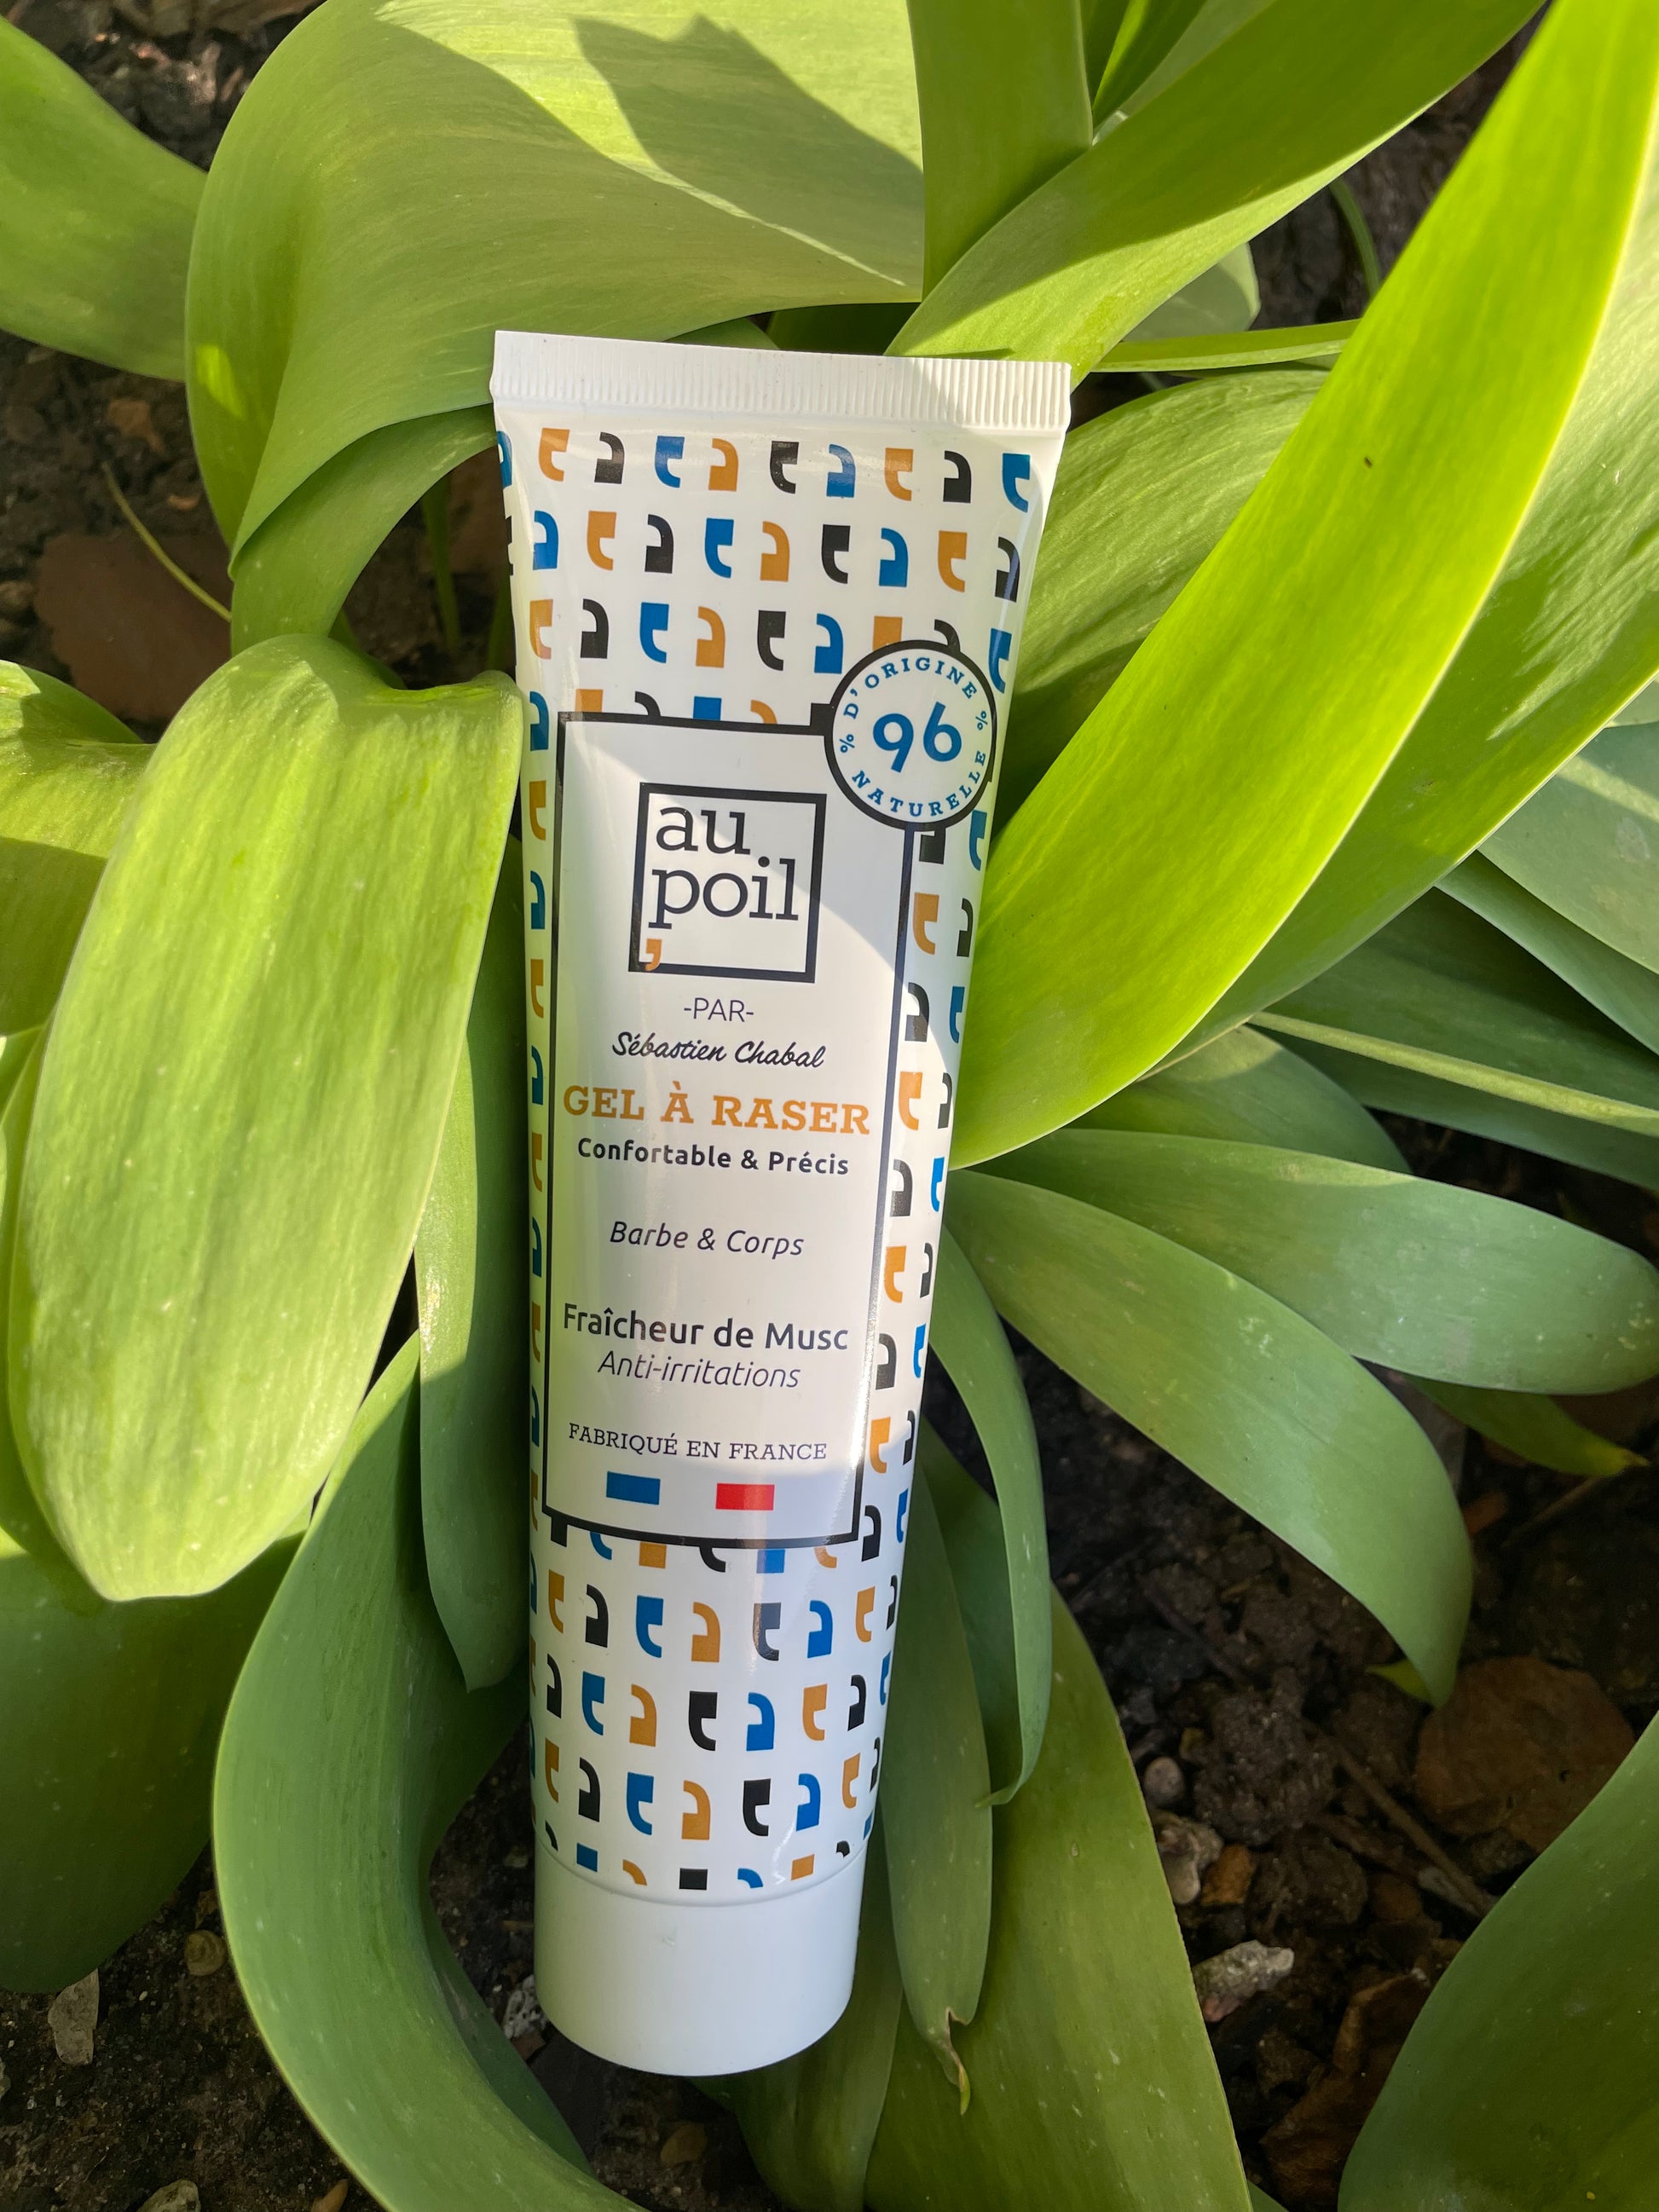 % D'ORIGINE %
96
NATURELLE
au
poil
-PAR-
Sébastien Chabal
GEL À RASER
Confortable & Précis
Barbe & Corps
Fraîcheur de Musc
Anti-irritations
FABRIQUÉ EN FRANCE